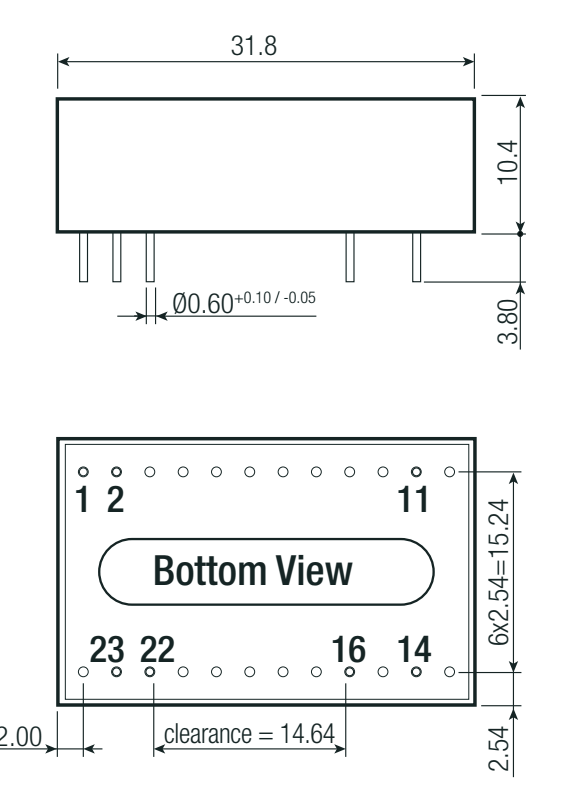 31.8
10.4
Ø0.60+0.10 / -0.05
3.80
1 2 11
6x2.54=15.24
Bottom View
23 22 16 14
2.00
clearance = 14.64
2.54